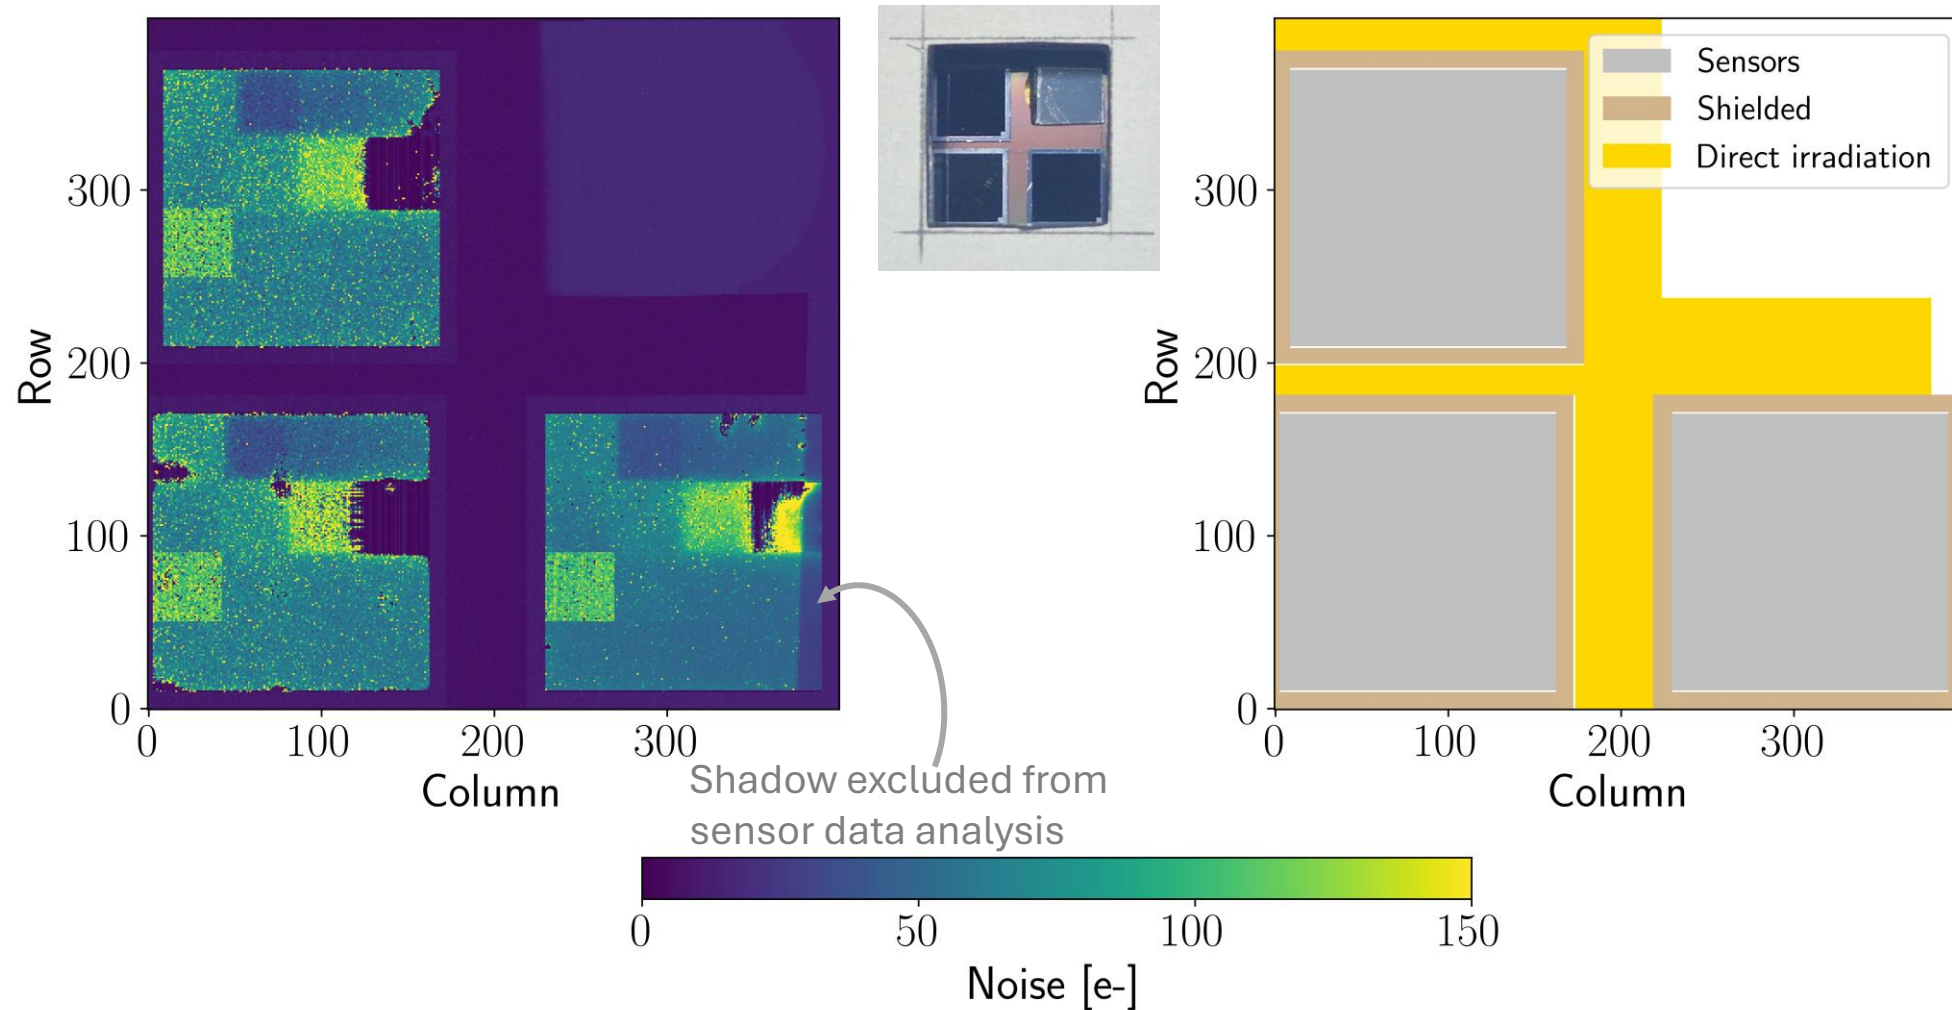 Row
300
200
100
0
0
100
200
300
Column
Sensors
Shielded
Direct irradiation
Row
300
200
100
0
0
100
200
300
Column
Shadow excluded from
sensor data analysis
0
50
100
150
Noise [e-]